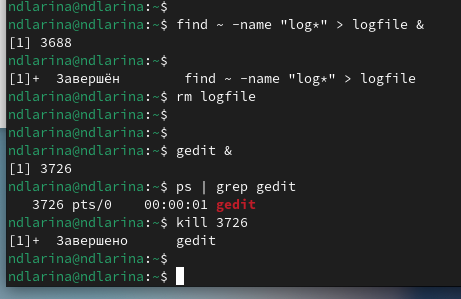 ndlarina@ndlarina:~$
ndlarina@ndlarina:~$ find ~ -name "log*" > logfile &
[1] 3688
ndlarina@ndlarina:~$
[1]+  Завершён        find ~ -name "log*" > logfile
ndlarina@ndlarina:~$ rm logfile
ndlarina@ndlarina:~$
ndlarina@ndlarina:~$
ndlarina@ndlarina:~$ gedit &
[1] 3726
ndlarina@ndlarina:~$ ps | grep gedit
   3726 pts/0    00:00:01 gedit
ndlarina@ndlarina:~$ kill 3726
[1]+  Завершено      gedit
ndlarina@ndlarina:~$
ndlarina@ndlarina:~$